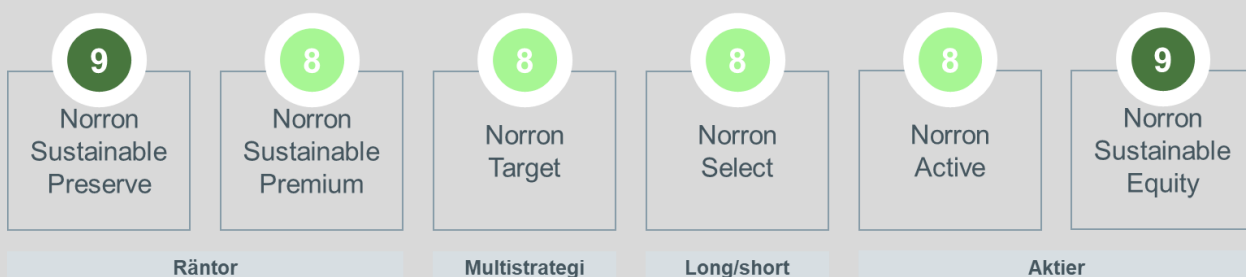 9
Norron
Sustainable
Preserve
8
Norron
Sustainable
Premium
8
Norron
Target
8
Norron
Select
8
Norron
Active
9
Norron
Sustainable
Equity
Räntor
Multistrategi
Long/short
Aktier